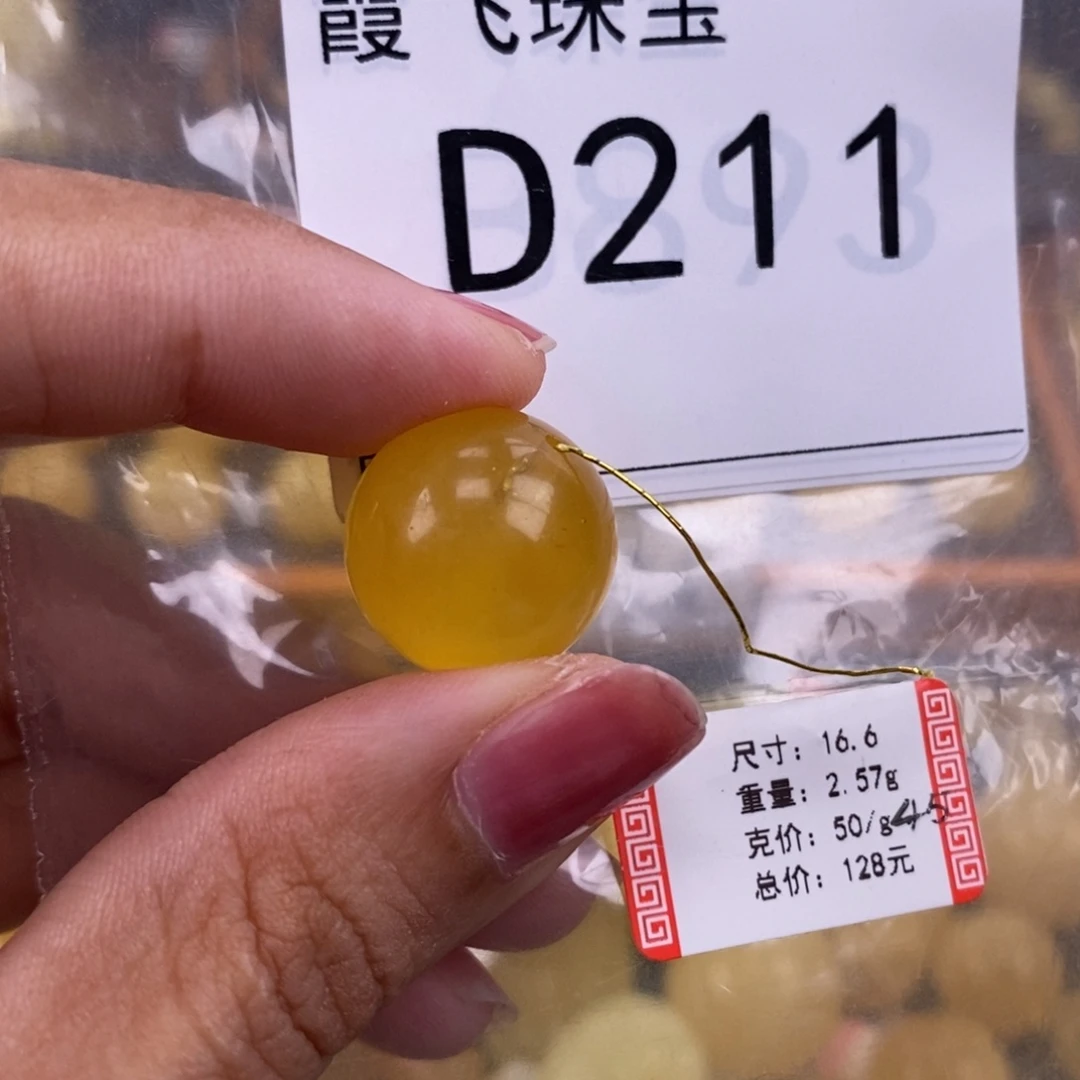 霞飞珠宝
D211
尺寸：16.6
重量：2.57g
克价：50/g45
总价：128元